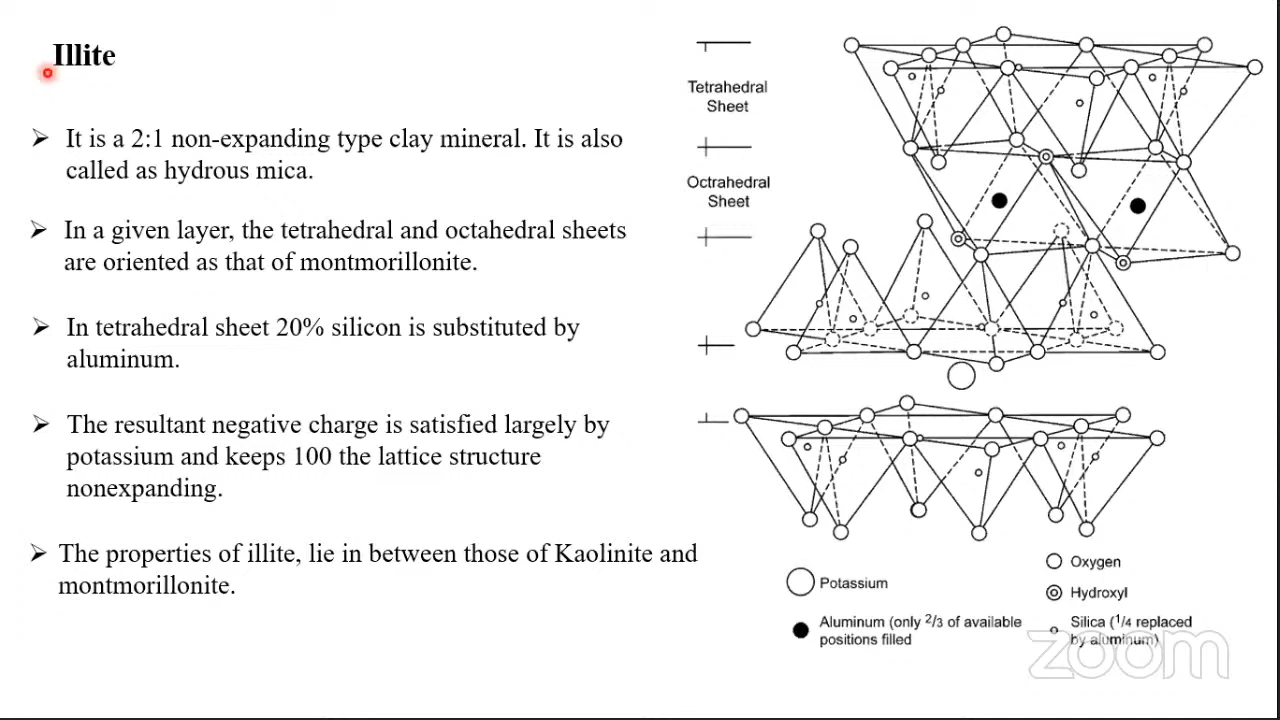 Illite
➢ It is a 2:1 non-expanding type clay mineral. It is also
called as hydrous mica.
➢ In a given layer, the tetrahedral and octahedral sheets
are oriented as that of montmorillonite.
➢ In tetrahedral sheet 20% silicon is substituted by
aluminum.
➢ The resultant negative charge is satisfied largely by
potassium and keeps 100 the lattice structure
nonexpanding.
➢ The properties of illite, lie in between those of Kaolinite and
montmorillonite.
Tetrahedral
Sheet
Octrahedral
Sheet
Potassium
Aluminum (only 2/3 of available
positions filled
Oxygen
Hydroxyl
Silica (1/4 replaced
by aluminum)
zoom